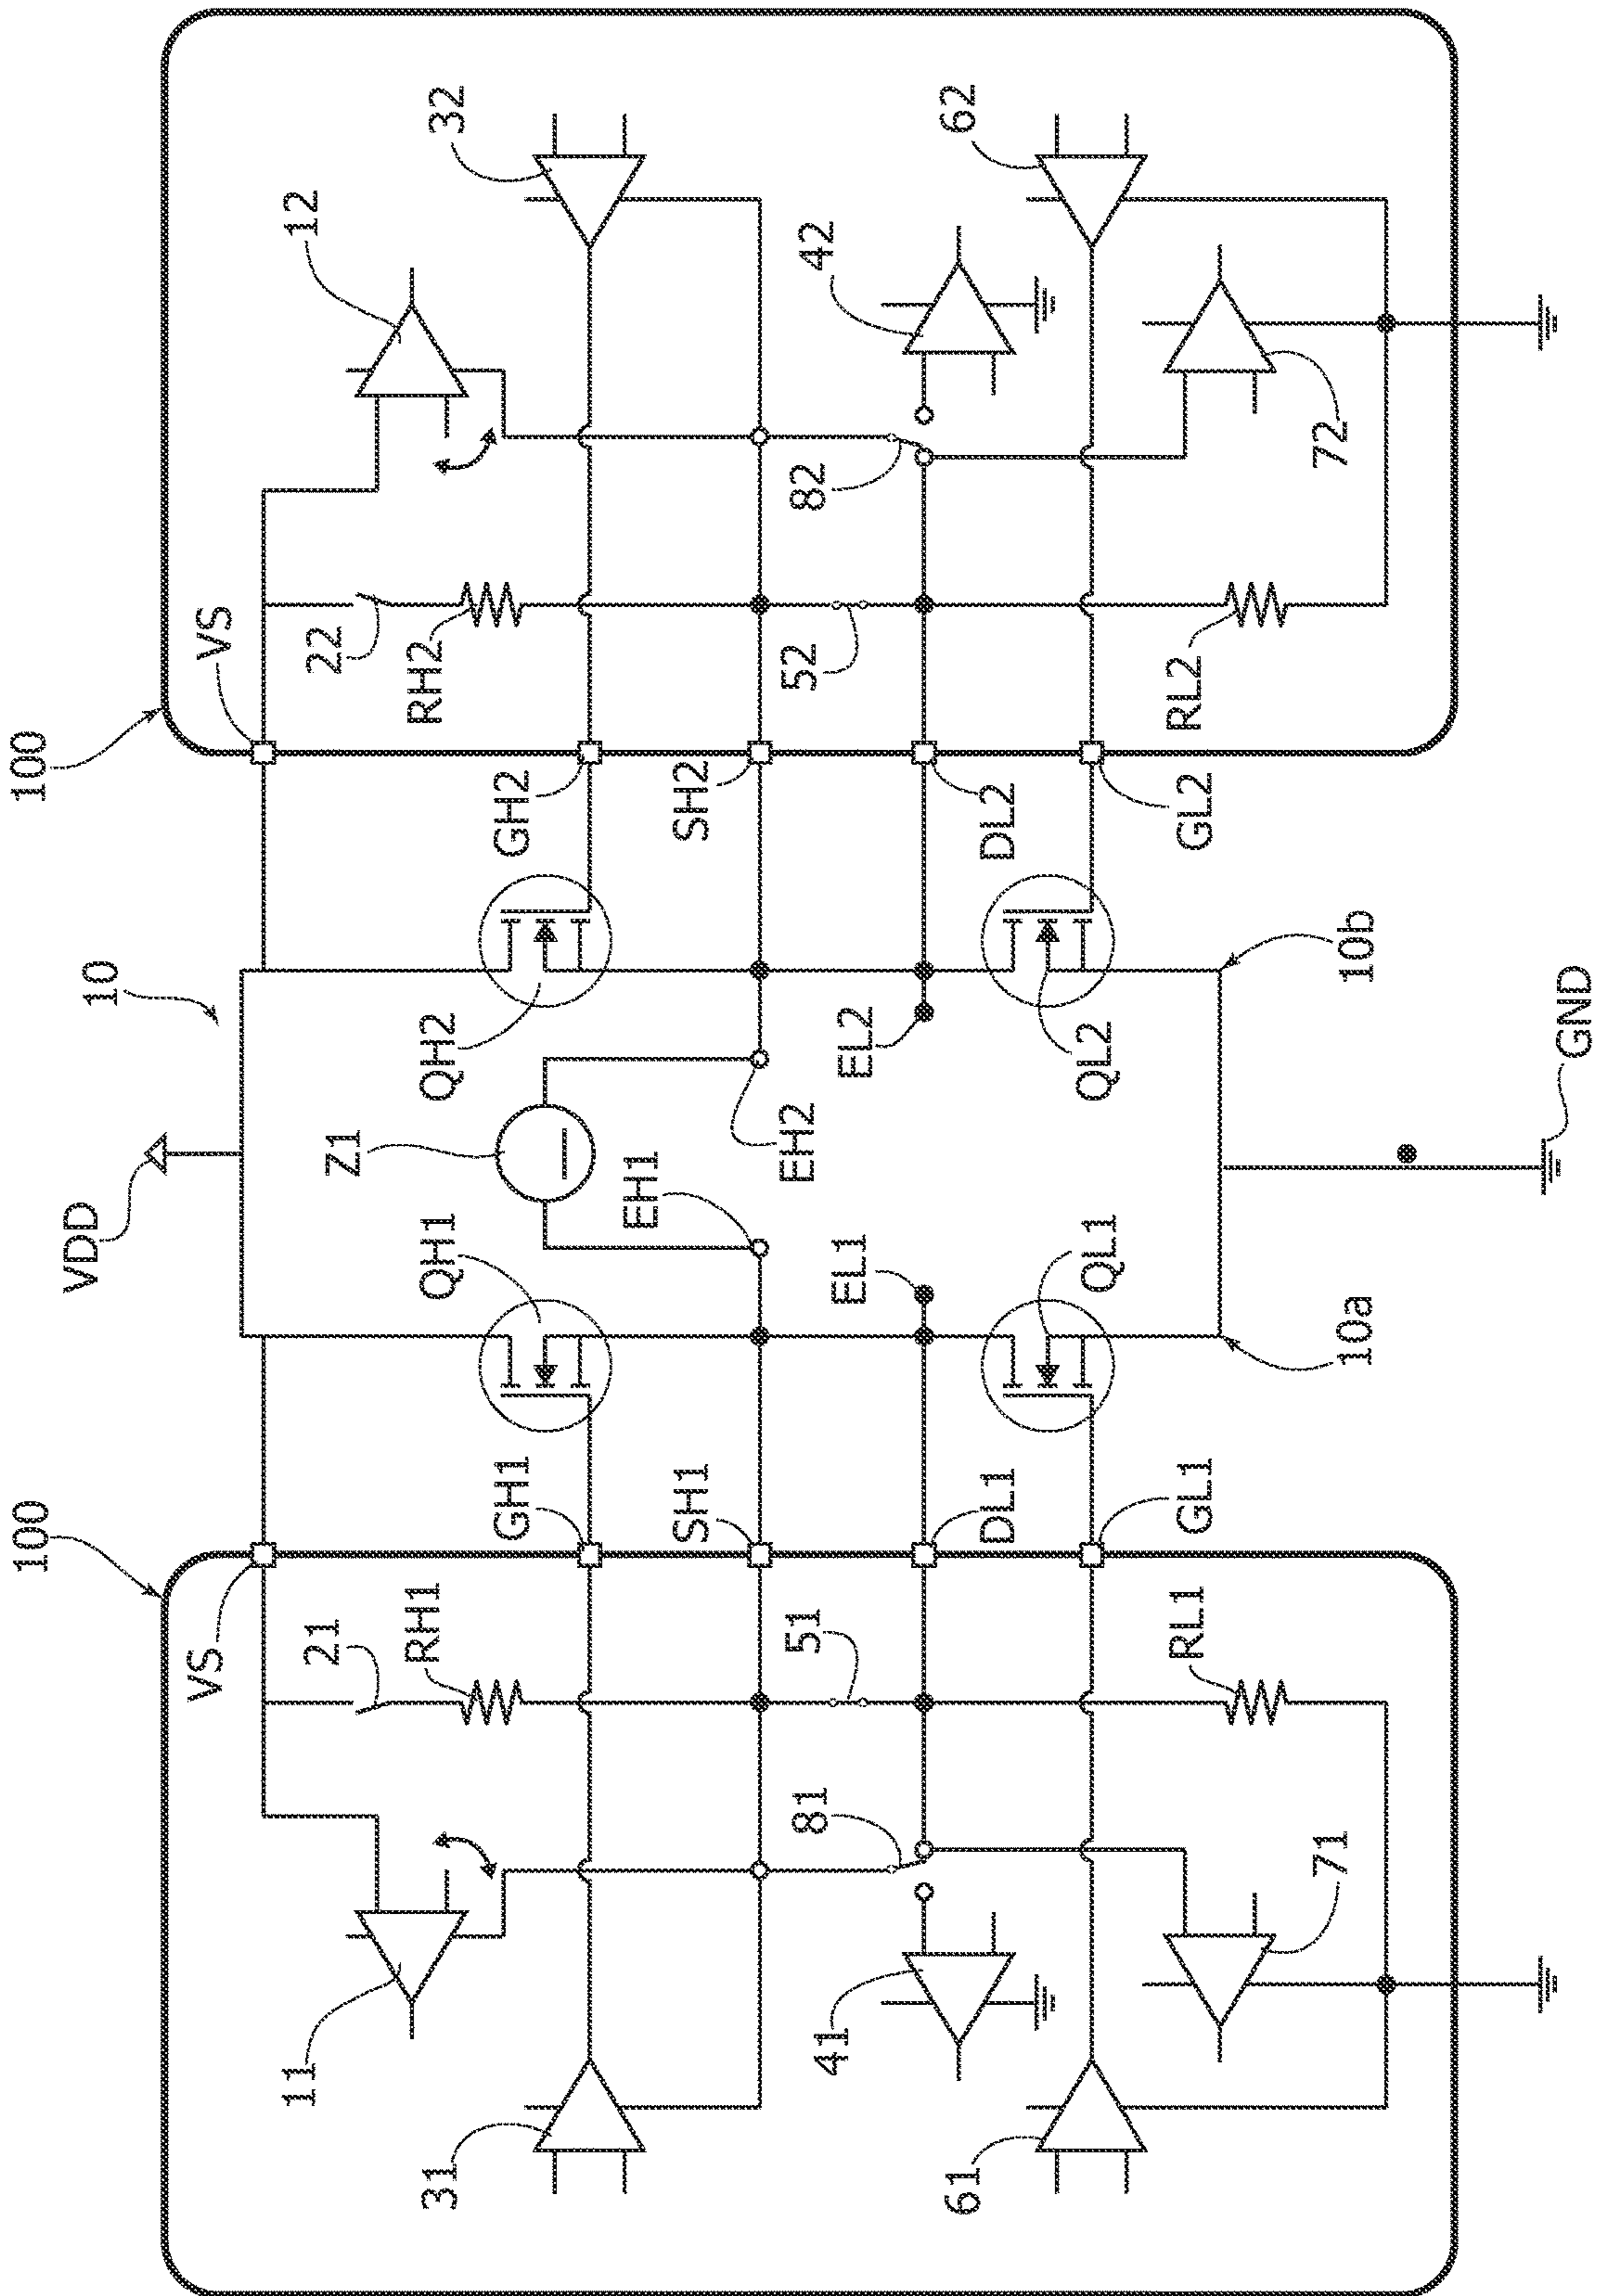 100
VS
11
21
RH1
31
GH1
SH1
81
51
41
DL1
61
GL1
RL1
71
VDD
10
QH1
Z1
QH2
EH1
EH2
EL1
EL2
QL1
QL2
10a
10b
GND
100
VS
12
22
RH2
32
GH2
SH2
82
52
42
DL2
62
GL2
RL2
72